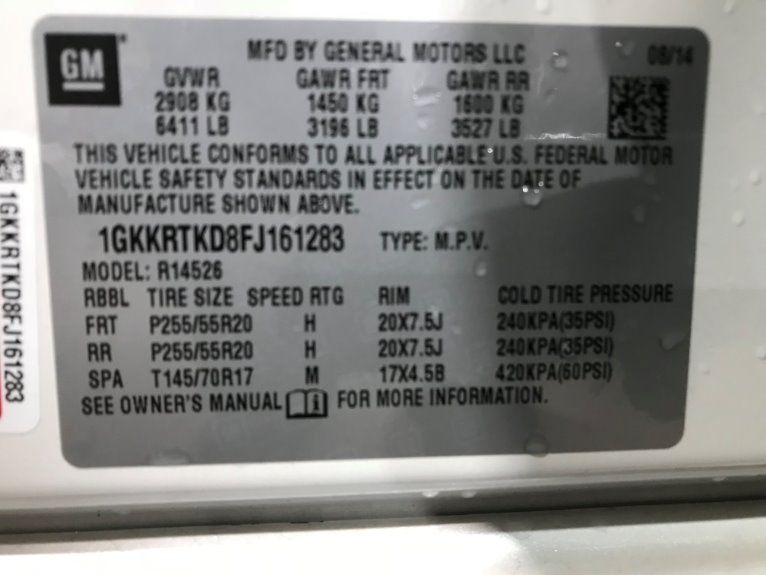 GM
MFD BY GENERAL MOTORS LLC 08/14
GVWR GAWR FRT GAWR RR
2908 KG 1450 KG 1600 KG
6411 LB 3196 LB 3527 LB
THIS VEHICLE CONFORMS TO ALL APPLICABLE U.S. FEDERAL MOTOR
VEHICLE SAFETY STANDARDS IN EFFECT ON THE DATE OF
MANUFACTURE SHOWN ABOVE.
1GKKRTKD8FJ161283 TYPE: M.P.V.
MODEL: R14526
RBBL TIRE SIZE SPEED RTG RIM COLD TIRE PRESSURE
FRT P255/55R20 H 20X7.5J 240KPA(35PSI)
RR P255/55R20 H 20X7.5J 240KPA(35PSI)
SPA T145/70R17 M 17X4.5B 420KPA(60PSI)
SEE OWNER'S MANUAL i FOR MORE INFORMATION.
1GKKRTKD8FJ161283